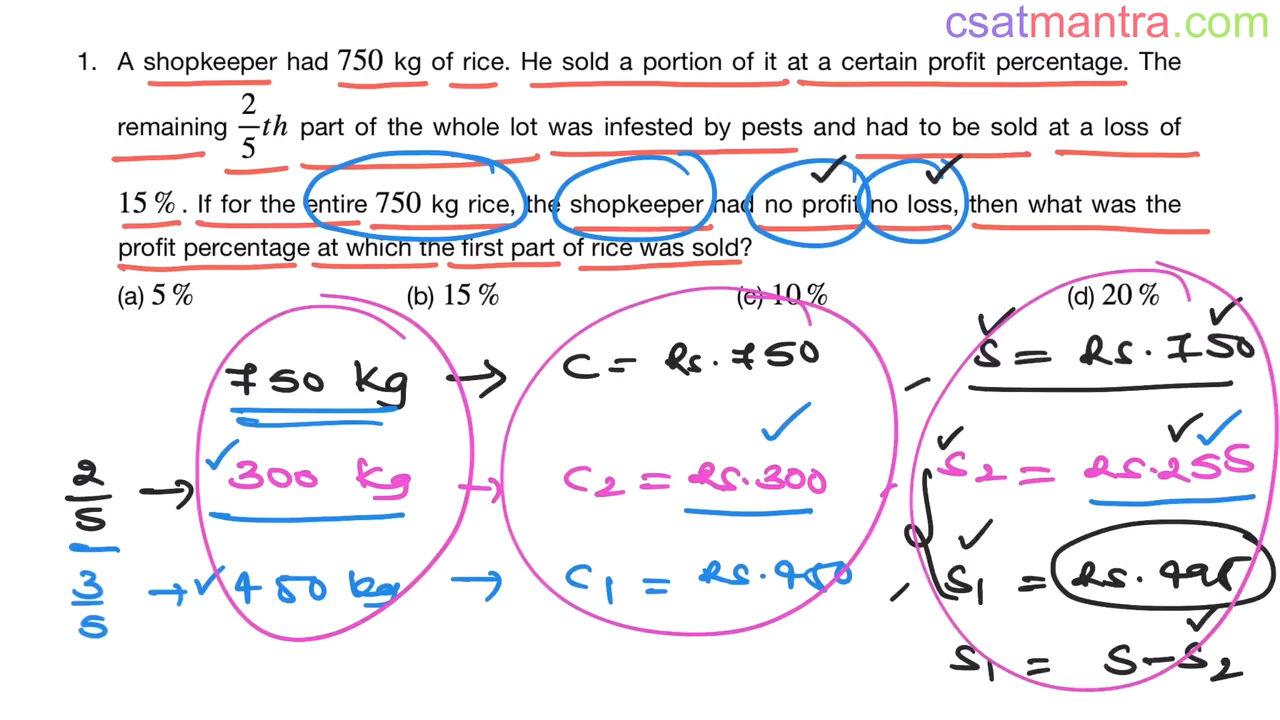 csatmantra.com
1. A shopkeeper had 750 kg of rice. He sold a portion of it at a certain profit percentage. The
remaining 2/5 th part of the whole lot was infested by pests and had to be sold at a loss of
15 %. If for the entire 750 kg rice, the shopkeeper had no profit no loss, then what was the
profit percentage at which the first part of rice was sold?
(a) 5 % (b) 15 % (c) 10 % (d) 20 %
750 kg → C = Rs. 750 S = Rs. 750
2/5 → 300 kg → C2 = Rs. 300 S2 = Rs. 255
3/5 → 450 kg → C1 = Rs. 450 S1 = Rs. 495
S1 = S - S2